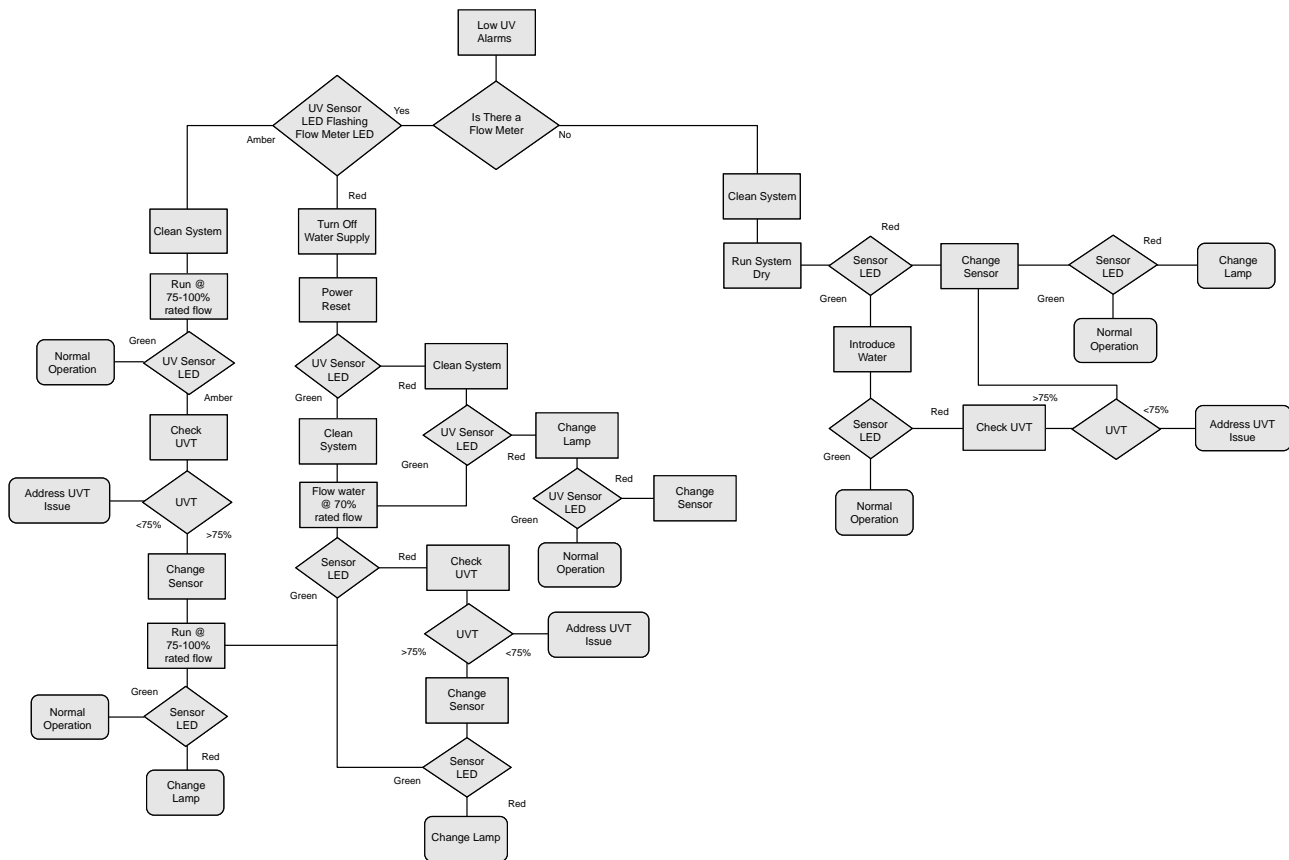 Low UV
Alarms
UV Sensor
LED Flashing
Flow Meter LED
Yes
Amber
Is There a
Flow Meter
No
Red
Clean System
Turn Off
Water Supply
Clean System
Run System
Dry
Sensor
LED
Red
Green
Change
Sensor
Sensor
LED
Red
Green
Change
Lamp
Normal
Operation
Run @
75-100%
rated flow
Power
Reset
Introduce
Water
Green
UV Sensor
LED
Amber
Normal
Operation
UV Sensor
LED
Red
Green
Clean System
Check
UVT
Clean
System
UV Sensor
LED
Green
Red
Change
Lamp
Sensor
LED
Red
Green
Check UVT
>75%
UVT
<75%
Address UVT
Issue
Normal
Operation
Address UVT
Issue
UVT
<75%
>75%
Flow water
@ 70%
rated flow
UV Sensor
LED
Red
Green
Change
Sensor
Normal
Operation
Change
Sensor
Sensor
LED
Red
Green
Check
UVT
Run @
75-100%
rated flow
UVT
>75%
<75%
Address UVT
Issue
Green
Sensor
LED
Red
Normal
Operation
Change
Lamp
Change
Sensor
Sensor
LED
Green
Red
Change Lamp